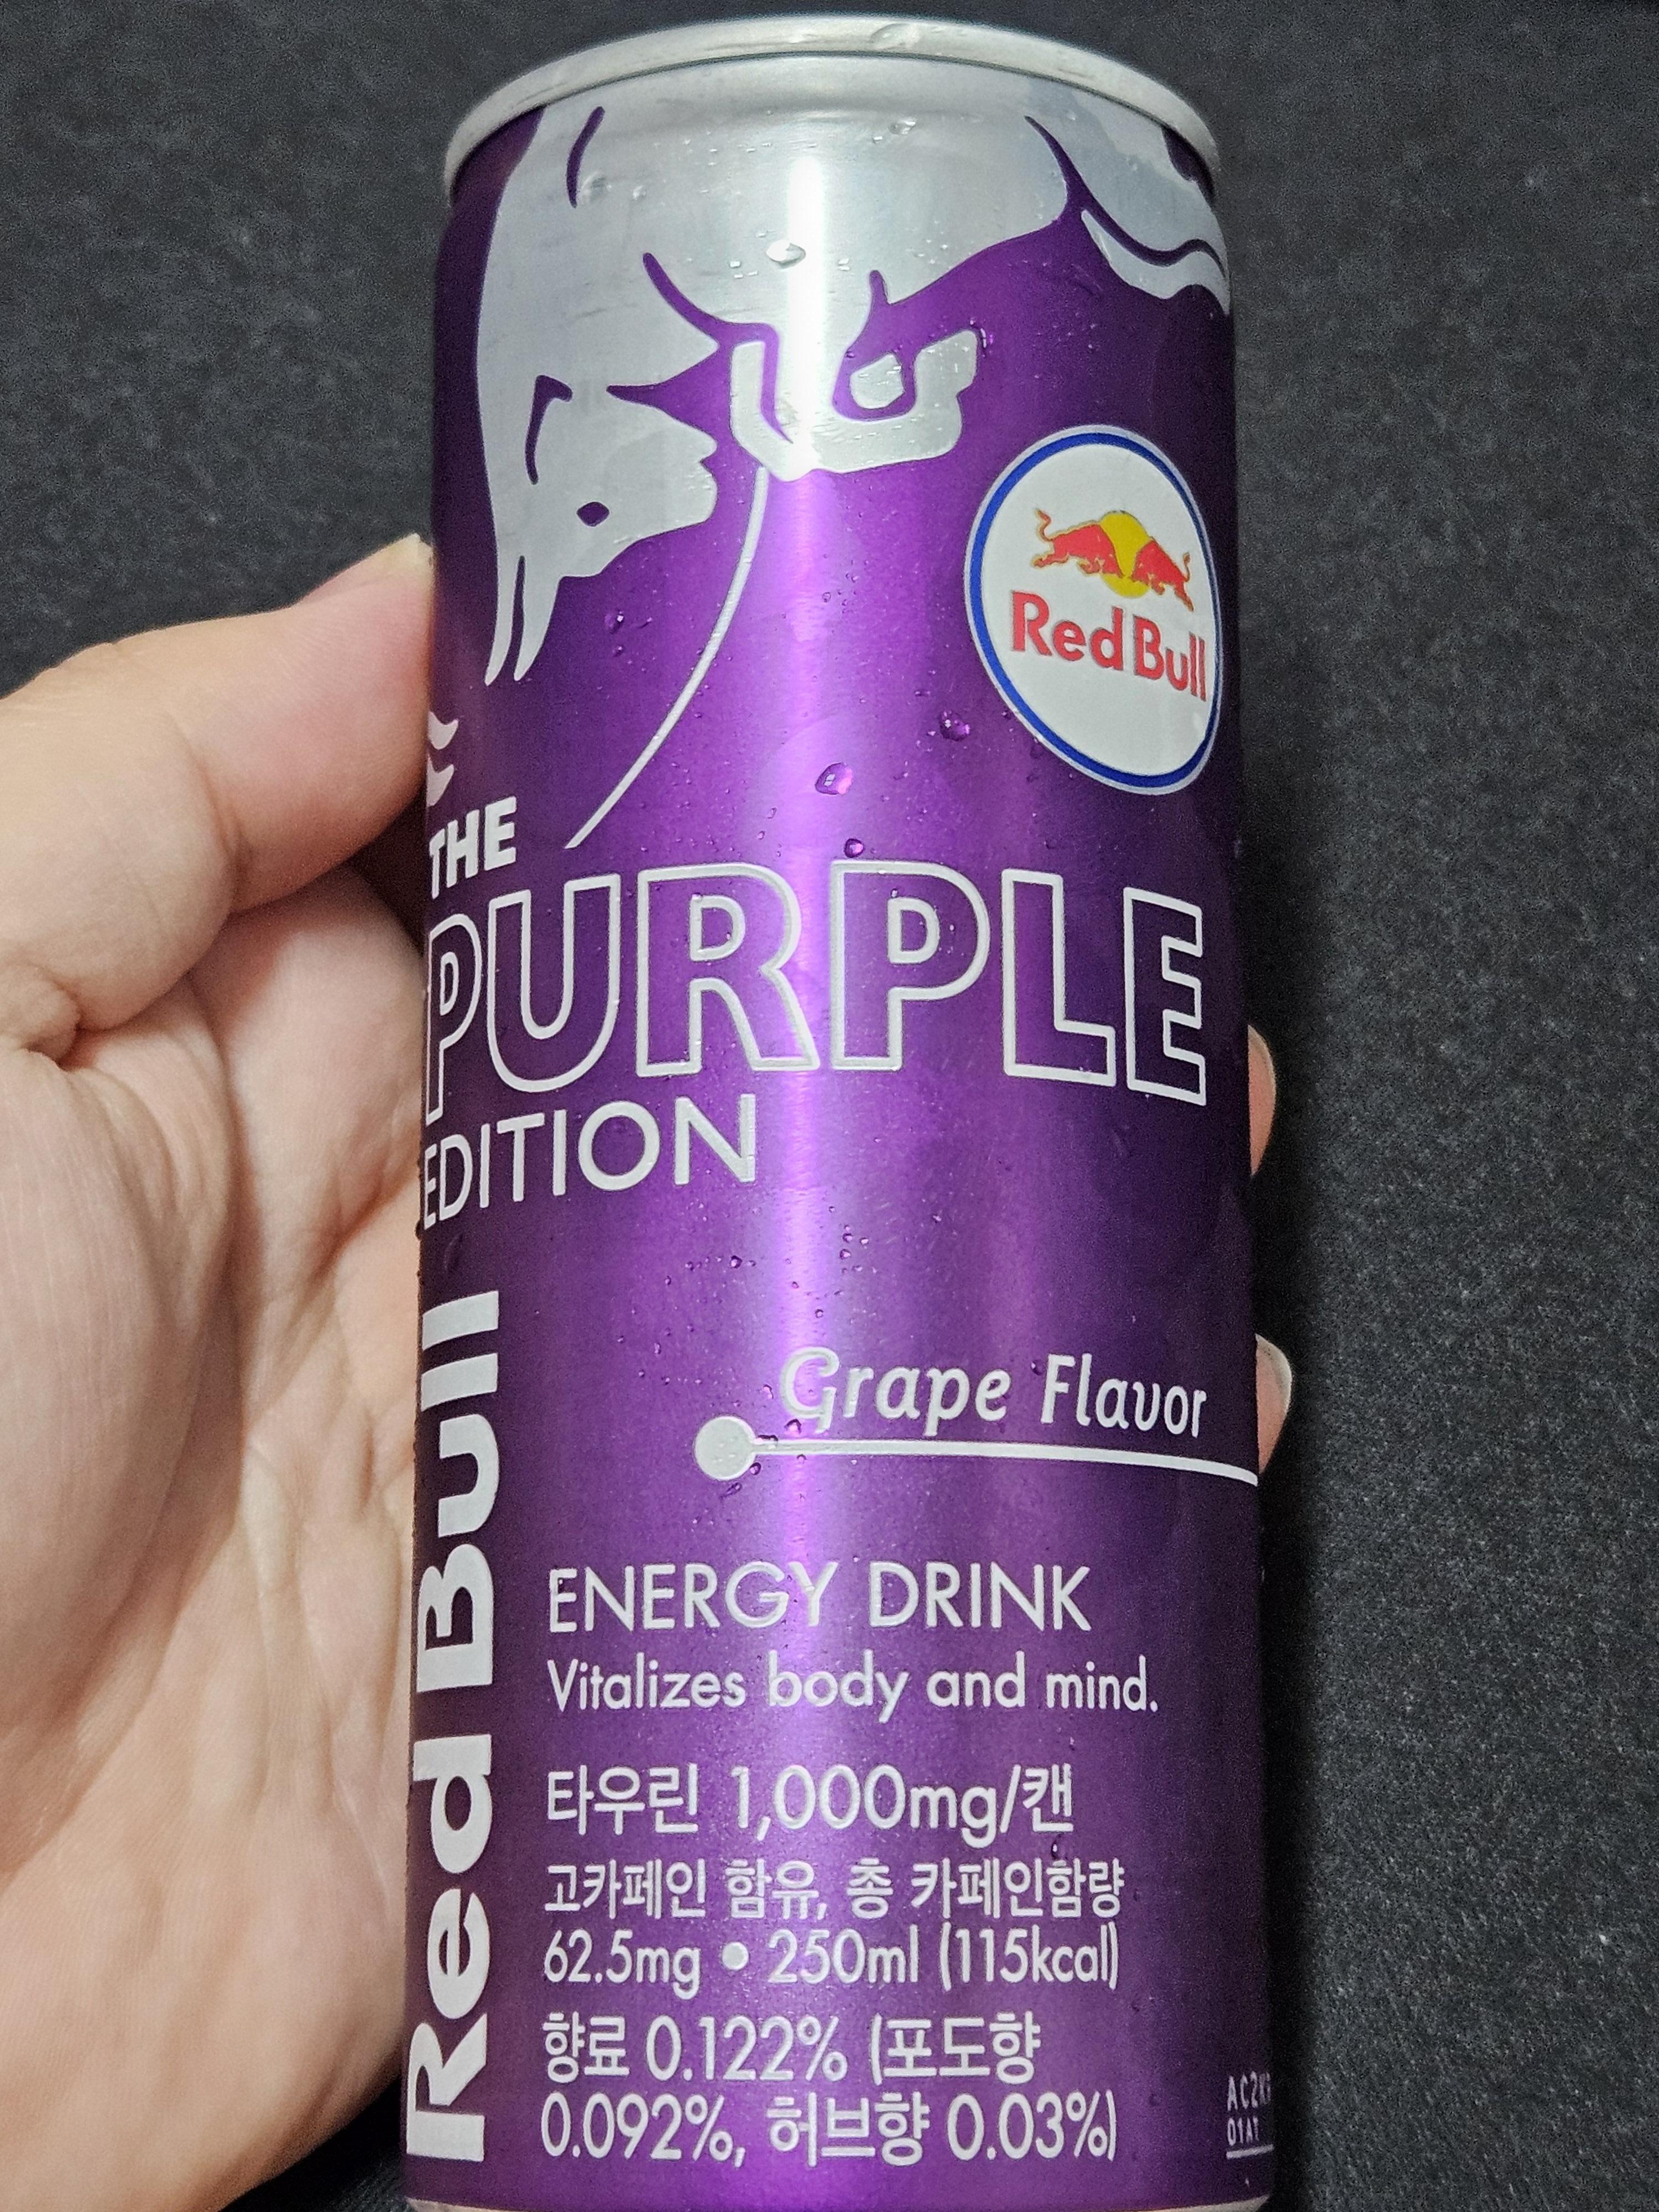 Red Bull
THE
PURPLE
EDITION
Red Bull
Grape Flavor
ENERGY DRINK
Vitalizes body and mind.
타우린 1,000mg/캔
고카페인 함유, 총 카페인함량
62.5mg • 250ml (115kcal)
향료 0.122% (포도향
0.092%, 허브향 0.03%)
01AT